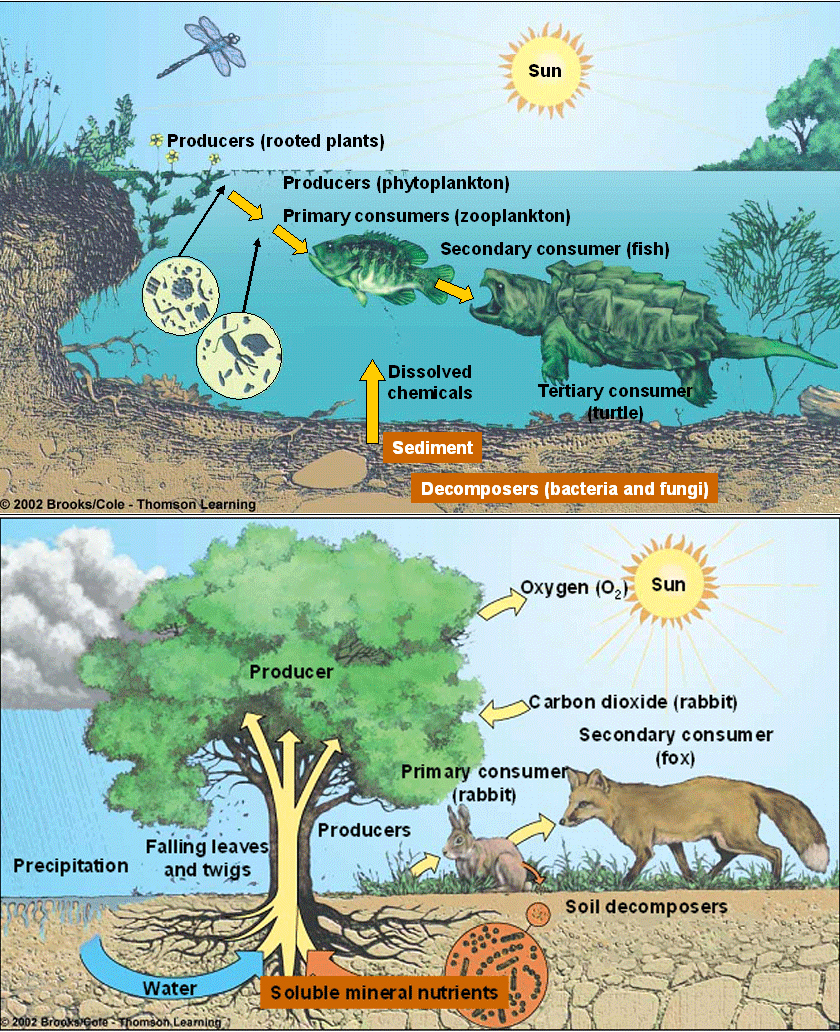 Sun
Producers (rooted plants)
Producers (phytoplankton)
Primary consumers (zooplankton)
Secondary consumer (fish)
Dissolved
chemicals
Tertiary consumer
(turtle)
Sediment
Decomposers (bacteria and fungi)
© 2002 Brooks/Cole - Thomson Learning
Oxygen (O₂)
Sun
Producer
Carbon dioxide (rabbit)
Secondary consumer
(fox)
Primary consumer
(rabbit)
Producers
Falling leaves
and twigs
Precipitation
Soil decomposers
Water
Soluble mineral nutrients
© 2002 Brooks/Cole - Thomson Learning